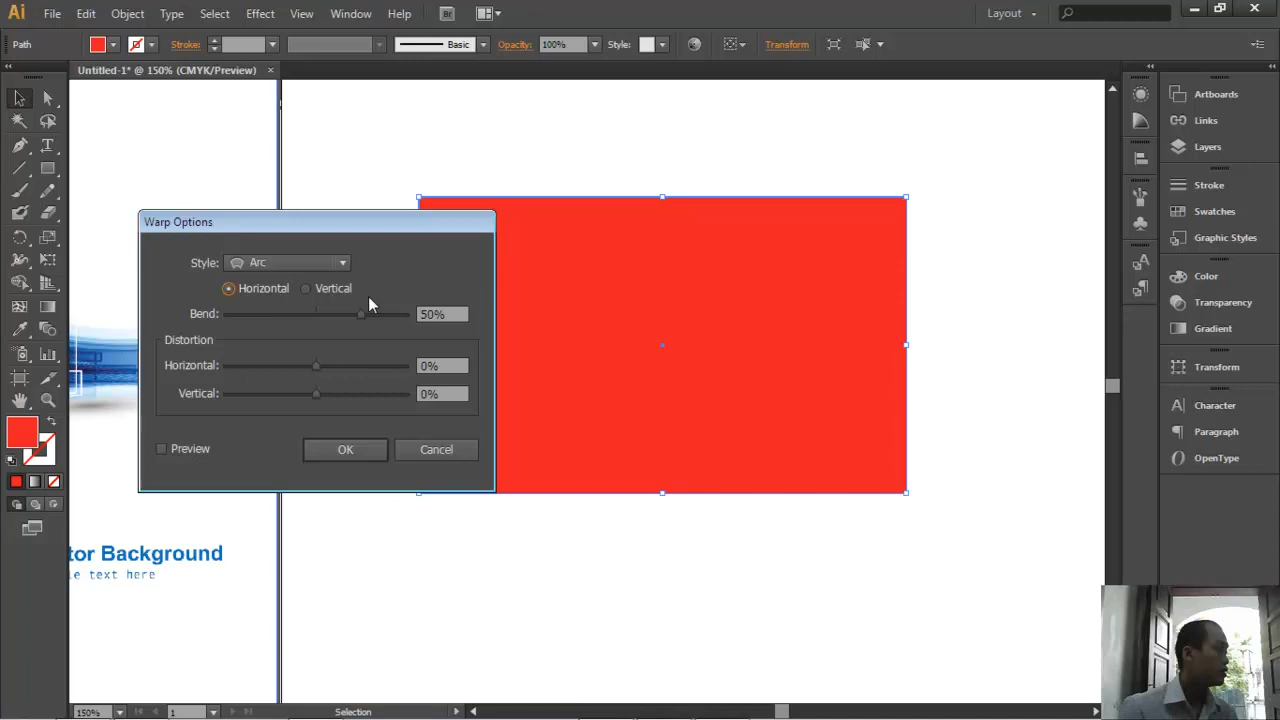 Ai File Edit Object Type Select Effect View Window Help Br Layout
Path Stroke: Basic Opacity: 100% Style: Transform
Untitled-1* @ 150% (CMYK/Preview) ×
Artboards
Links
Layers
Stroke
Swatches
Graphic Styles
Color
Transparency
Gradient
Transform
Character
Paragraph
OpenType
Warp Options
Style: Arc
Horizontal Vertical
Bend: 50%
Distortion
Horizontal: 0%
Vertical: 0%
Preview OK Cancel
tor Background
le text here
150% 1 Selection